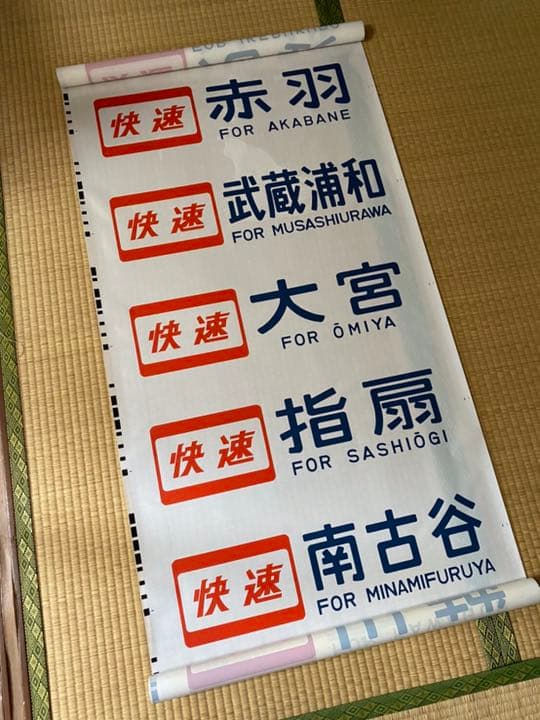 快速 赤羽
FOR AKABANE
快速 武蔵浦和
FOR MUSASHIURAWA
快速 大宮
FOR ŌMIYA
快速 指扇
FOR SASHIŌGI
快速 南古谷
FOR MINAMIFURUYA